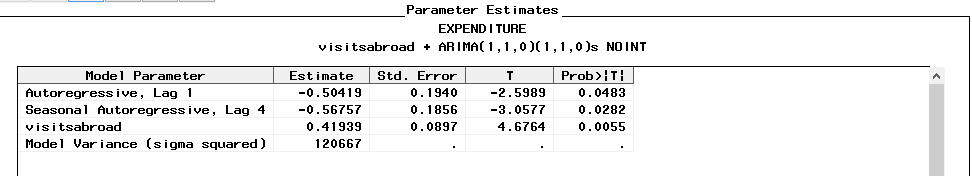 Parameter Estimates
EXPENDITURE
visitsabroad + ARIMA(1,1,0)(1,1,0)s NOINT
Model Parameter Estimate Std. Error T Prob>|T|
Autoregressive, Lag 1 -0.50419 0.1940 -2.5989 0.0483
Seasonal Autoregressive, Lag 4 -0.56757 0.1856 -3.0577 0.0282
visitsabroad 0.41939 0.0897 4.6764 0.0055
Model Variance (sigma squared) 120667 . . .